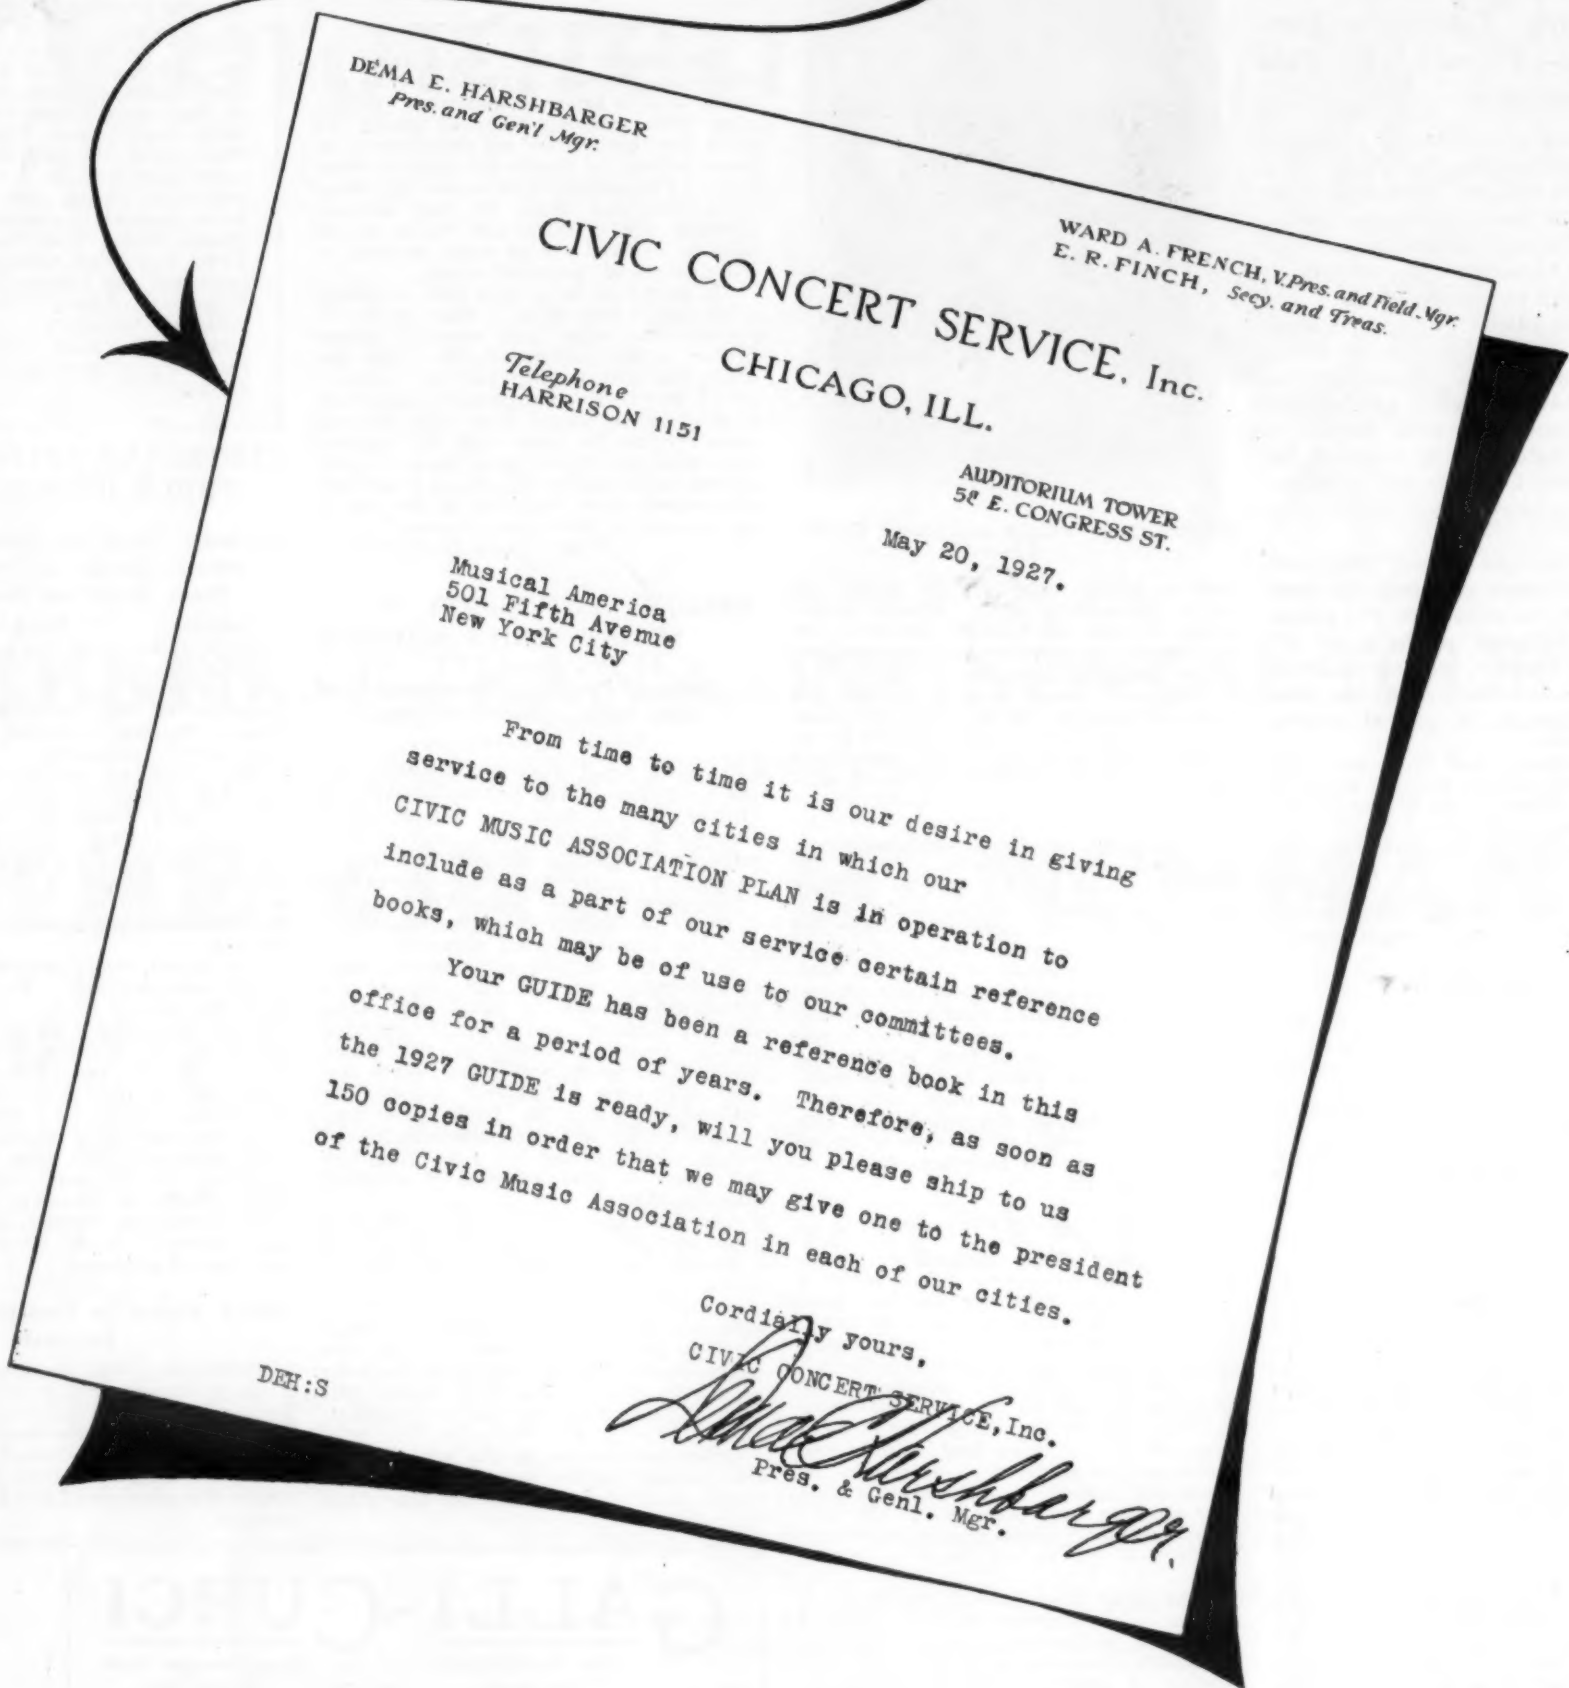 DEMA E. HARSHBARGER
Pres. and Gen'l Mgr.
WARD A. FRENCH, V.Pres. and Field Mgr.
E. R. FINCH, Secy. and Treas.
CIVIC CONCERT SERVICE, Inc.
CHICAGO, ILL.
Telephone
HARRISON 1151
AUDITORIUM TOWER
E. CONGRESS ST.
May 20, 1927.
Musical America
501 Fifth Avenue
New York City
From time to time it is our desire in giving
service to the many cities in which our
CIVIC MUSIC ASSOCIATION PLAN is in operation to
include as a part of our service certain reference
books, which may be of use to our committees.
Your GUIDE has been a reference book in this
office for a period of years. Therefore, as soon as
the 1927 GUIDE is ready, will you please ship to us
150 copies in order that we may give one to the president
of the Civic Music Association in each of our cities.
Cordially yours,
CIVIC CONCERT SERVICE, Inc.
Dema E Harshbarger.
Pres. & Genl. Mgr.
DEH:S
GALLI-CURCI